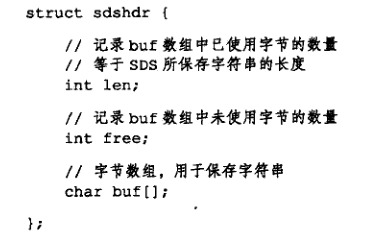 struct sdshdr {
// 记录 buf 数组中已使用字节的数量
// 等于 SDS 所保存字符串的长度
int len;
// 记录 buf 数组中未使用字节的数量
int free;
// 字节数组，用于保存字符串
char buf[];
};